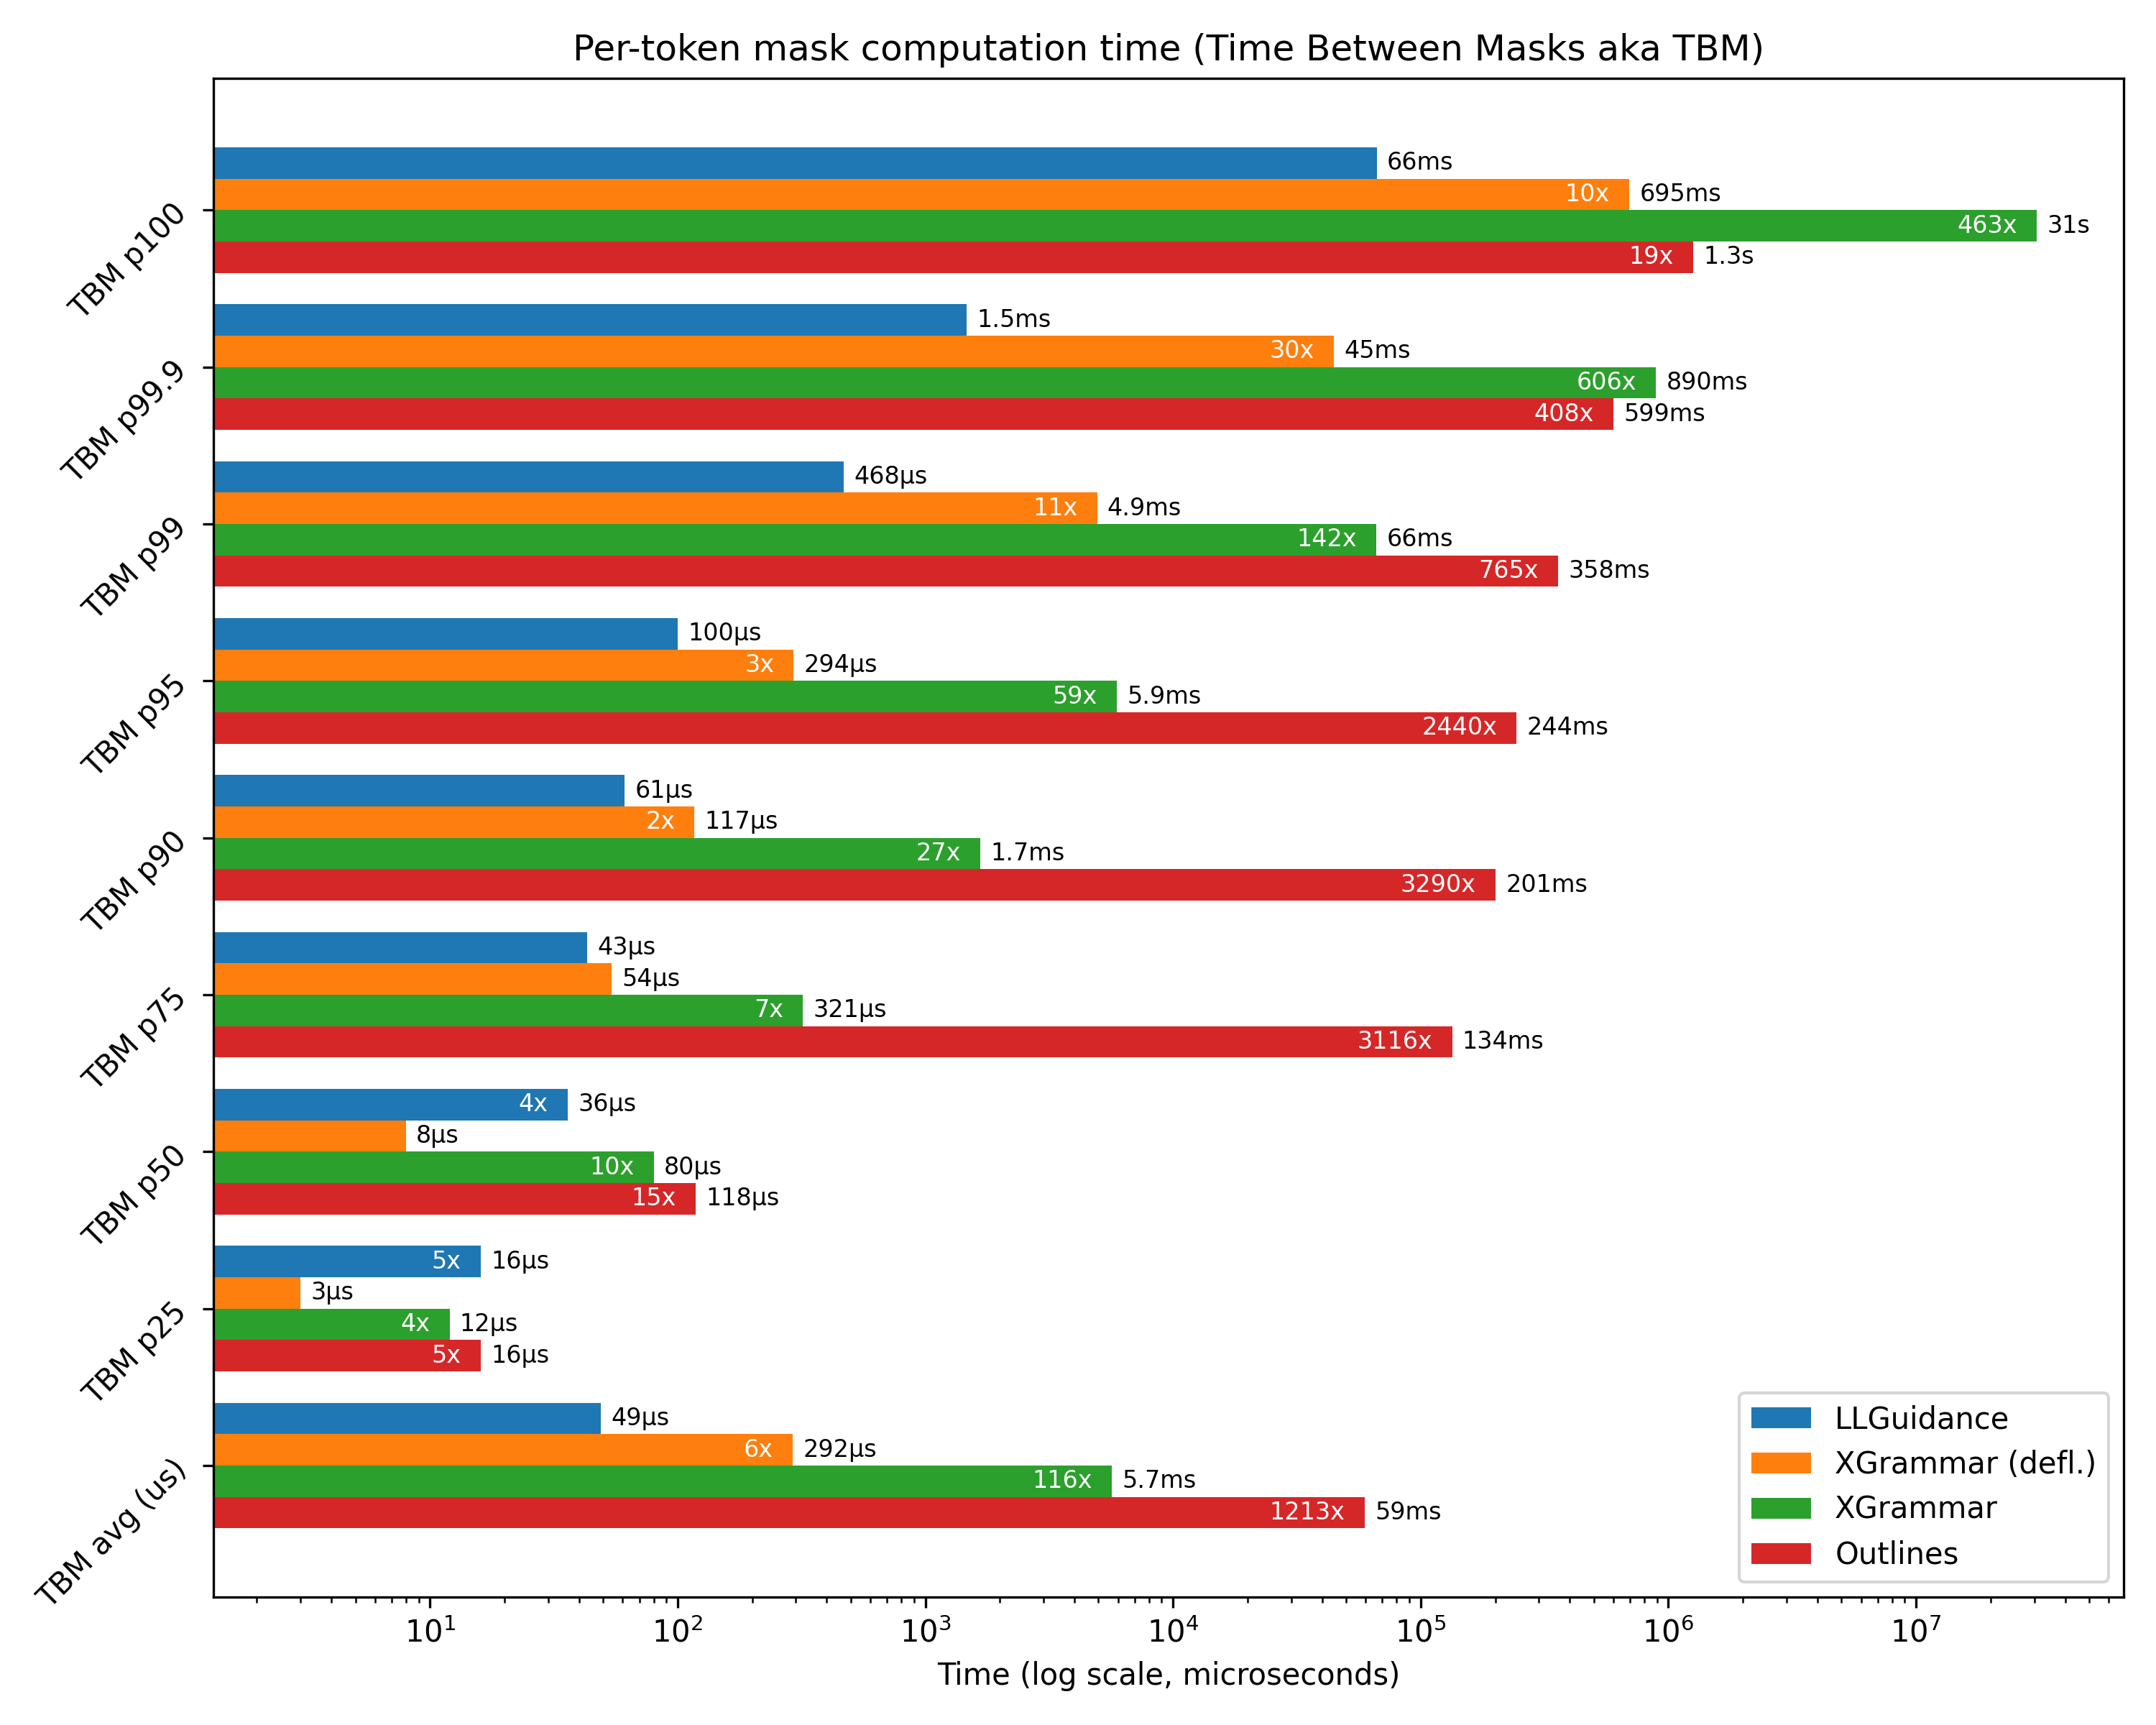 Per-token mask computation time (Time Between Masks aka TBM)
TBM p100
66ms
10x 695ms
463x 31s
19x 1.3s
TBM p99.9
1.5ms
30x 45ms
606x 890ms
408x 599ms
TBM p99
468µs
11x 4.9ms
142x 66ms
765x 358ms
TBM p95
100µs
3x 294µs
59x 5.9ms
2440x 244ms
TBM p90
61µs
2x 117µs
27x 1.7ms
3290x 201ms
TBM p75
43µs
54µs
7x 321µs
3116x 134ms
TBM p50
4x 36µs
8µs
10x 80µs
15x 118µs
TBM p25
5x 16µs
3µs
4x 12µs
5x 16µs
TBM avg (us)
49µs
6x 292µs
116x 5.7ms
1213x 59ms
LLGuidance
XGrammar (defl.)
XGrammar
Outlines
10¹ 10² 10³ 10⁴ 10⁵ 10⁶ 10⁷
Time (log scale, microseconds)